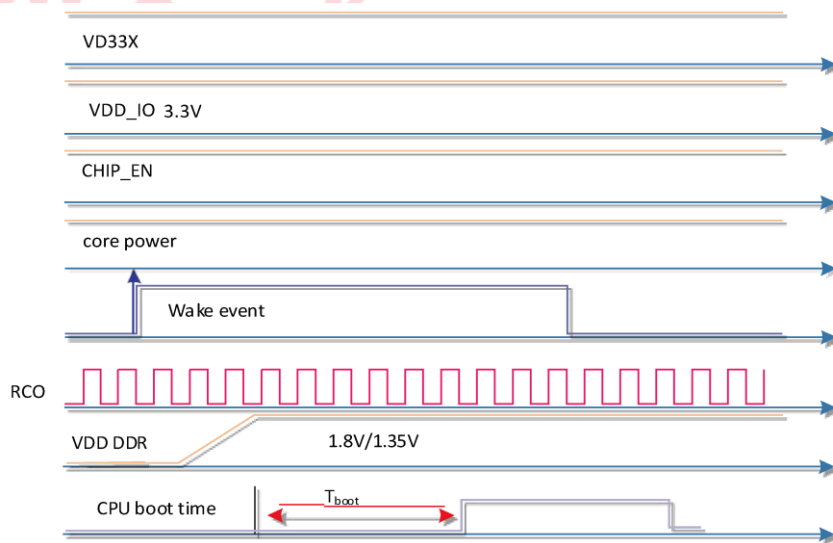 VD33X
VDD_IO 3.3V
CHIP_EN
core power
Wake event
RCO
VDD DDR 1.8V/1.35V
CPU boot time Tboot